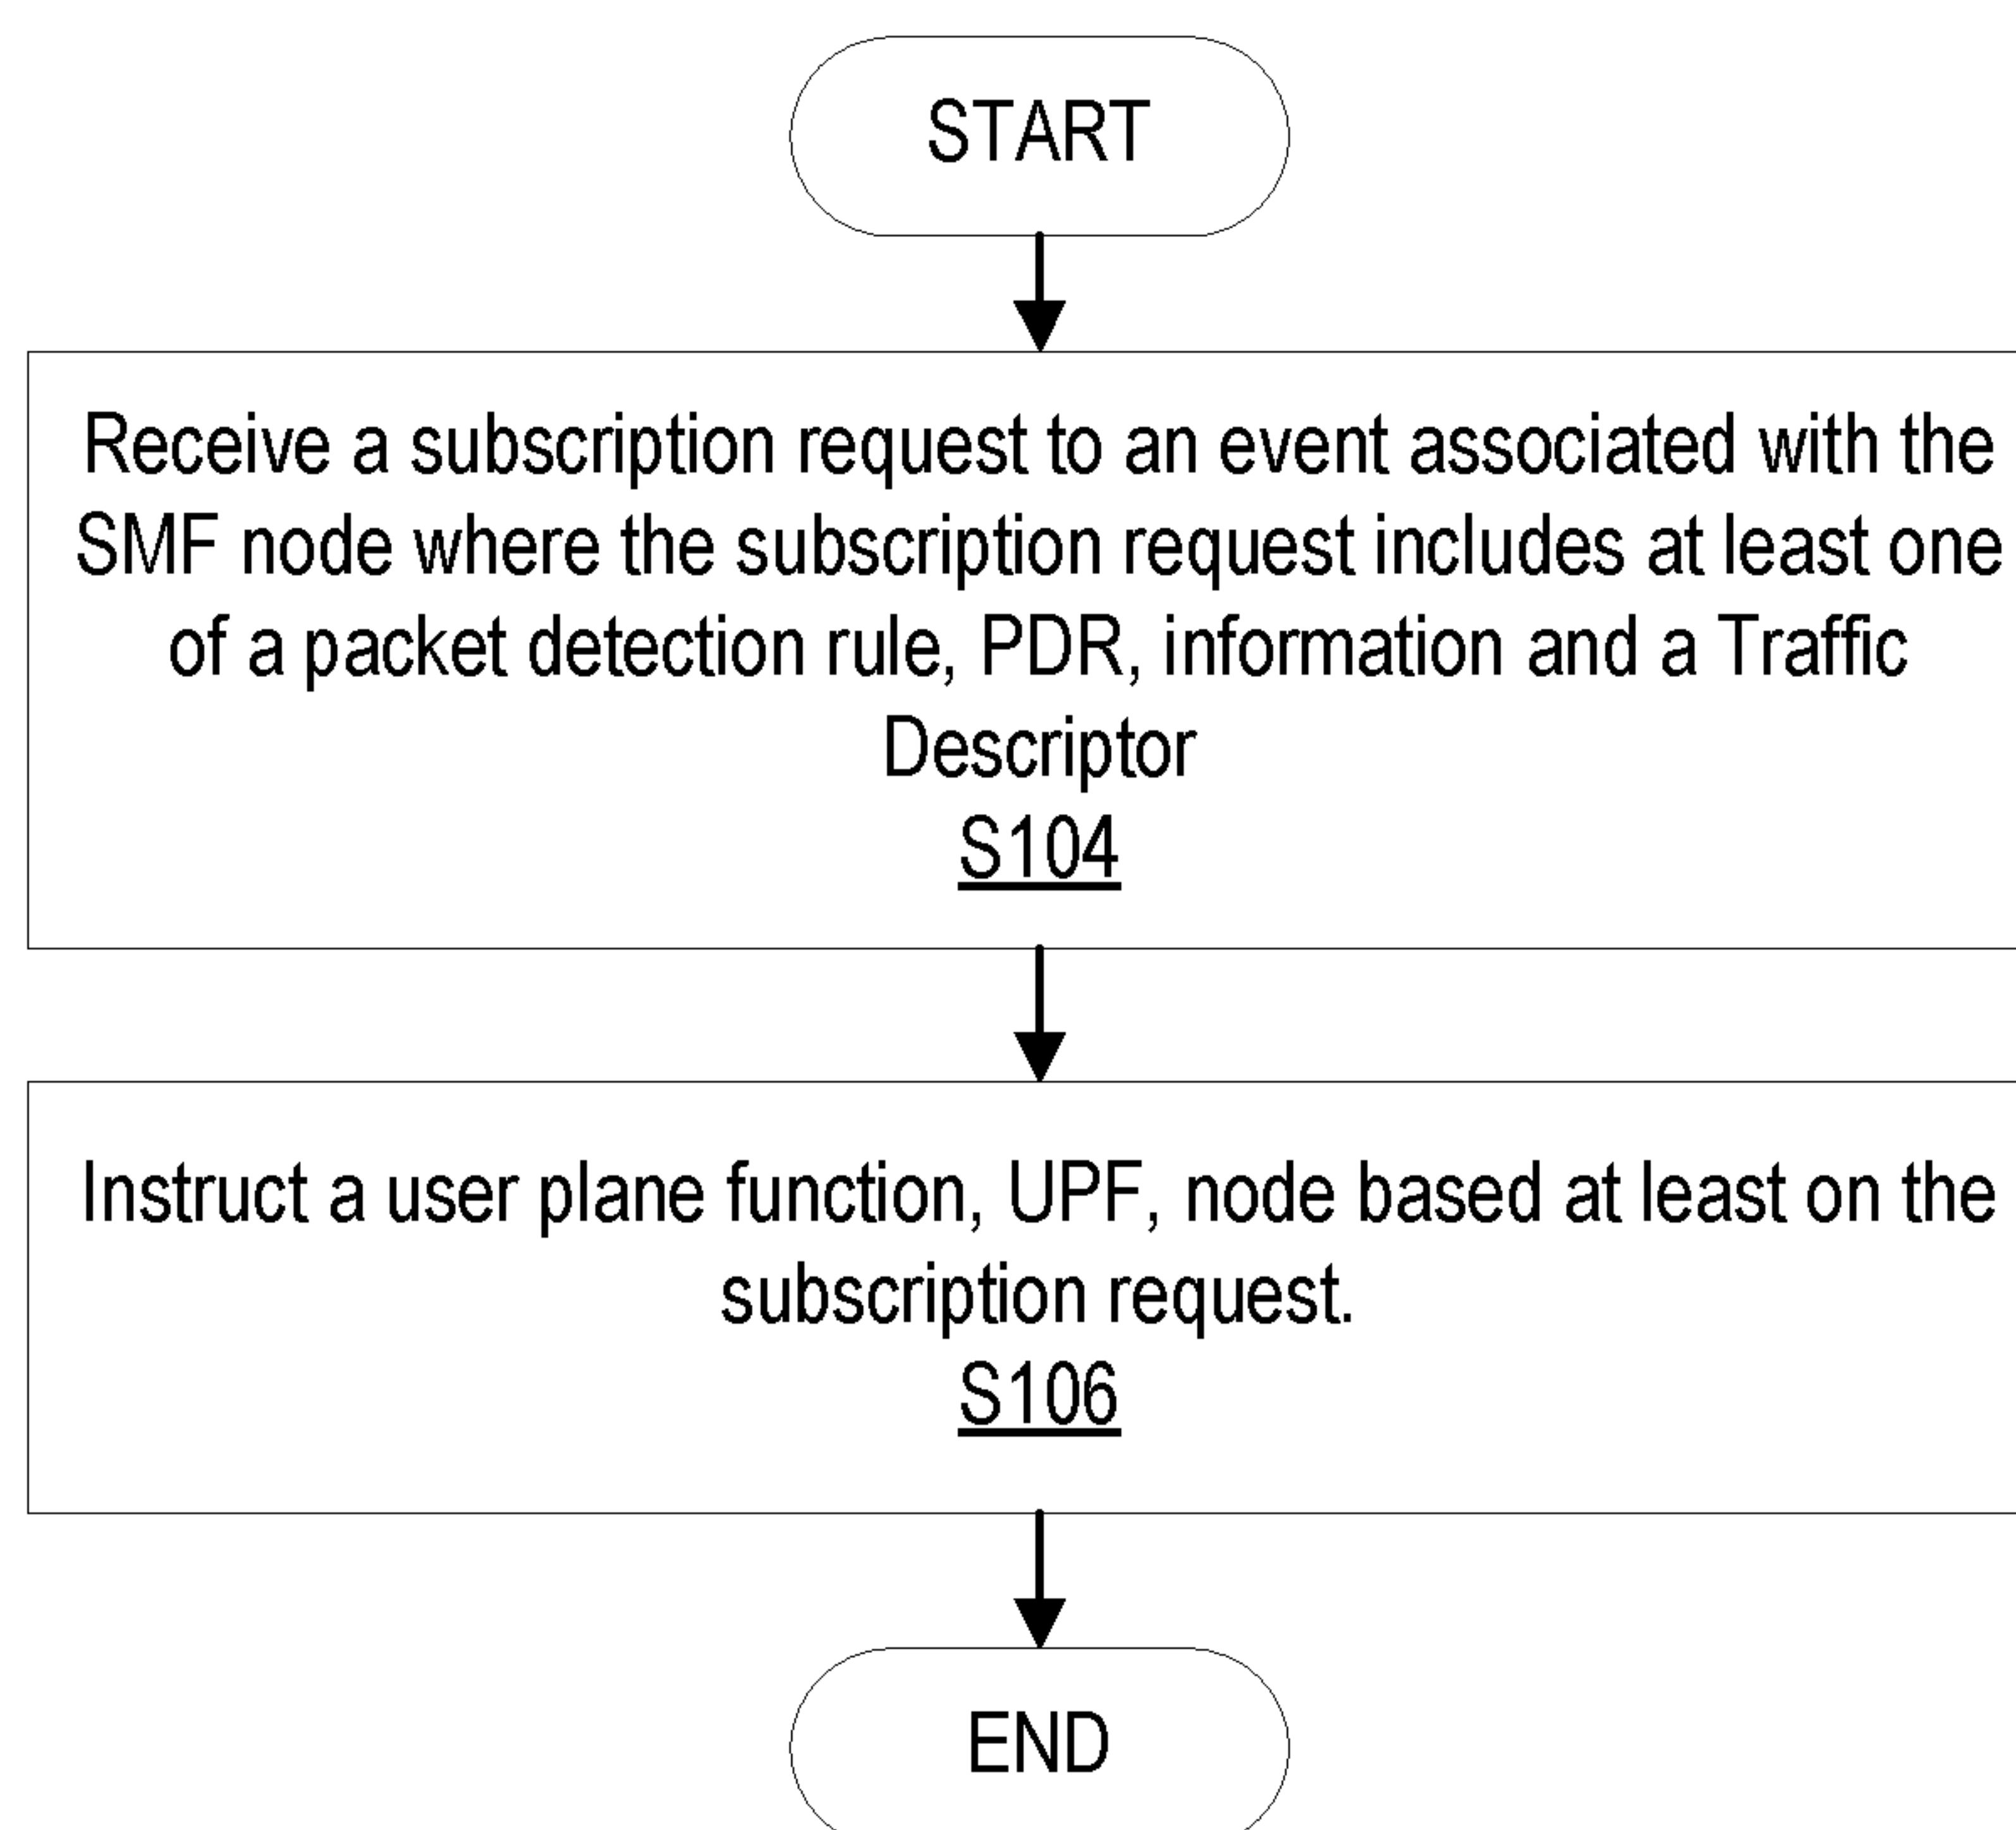 START
Receive a subscription request to an event associated with the
SMF node where the subscription request includes at least one
of a packet detection rule, PDR, information and a Traffic
Descriptor
S104
Instruct a user plane function, UPF, node based at least on the
subscription request.
S106
END